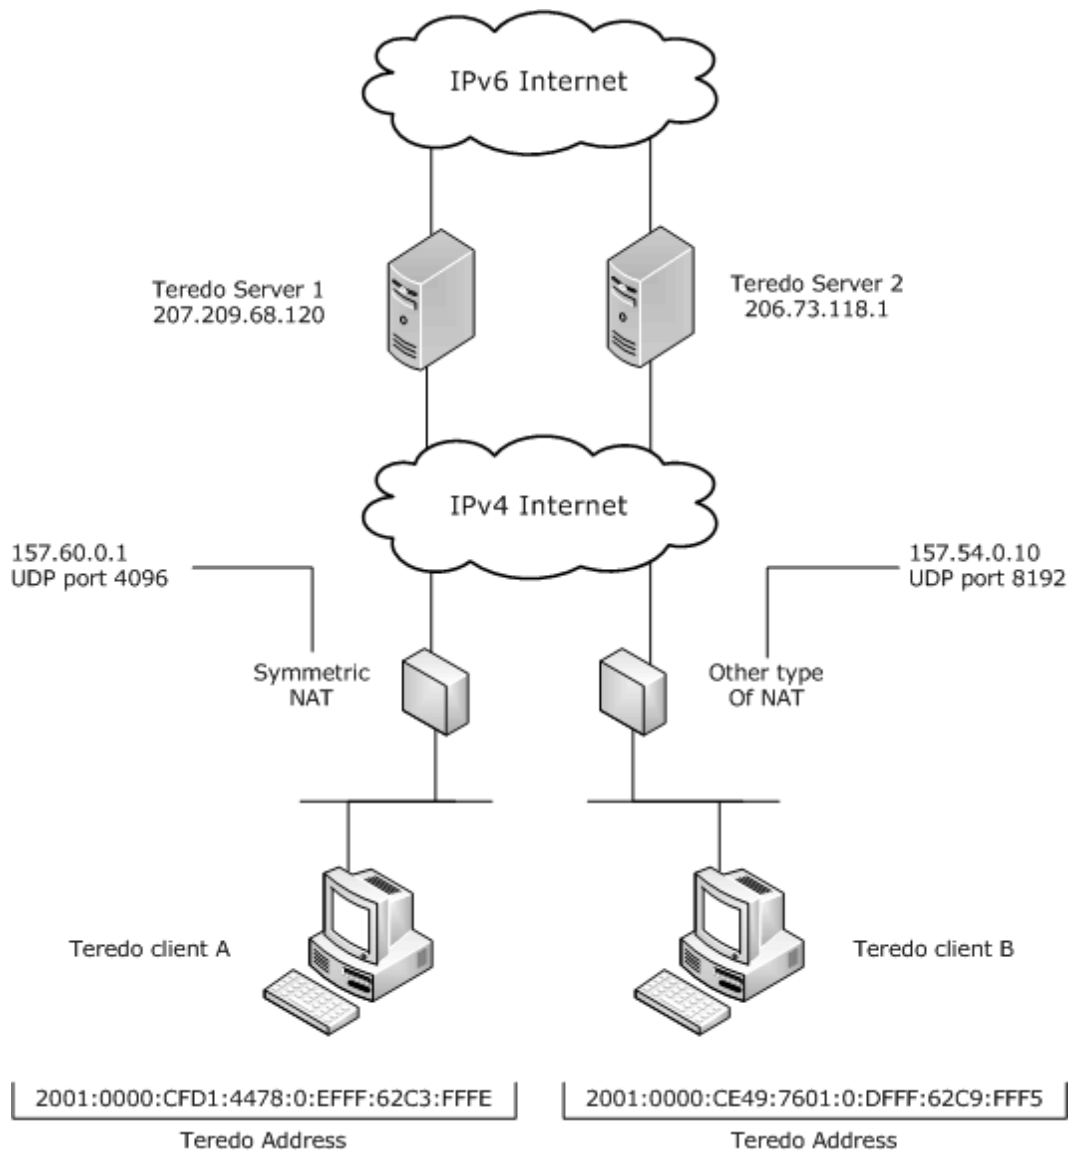 IPv6 Internet
Teredo Server 1
207.209.68.120
Teredo Server 2
206.73.118.1
IPv4 Internet
157.60.0.1
UDP port 4096
157.54.0.10
UDP port 8192
Symmetric
NAT
Other type
Of NAT
Teredo client A
Teredo client B
2001:0000:CFD1:4478:0:EFFF:62C3:FFFE
Teredo Address
2001:0000:CE49:7601:0:DFFF:62C9:FFF5
Teredo Address